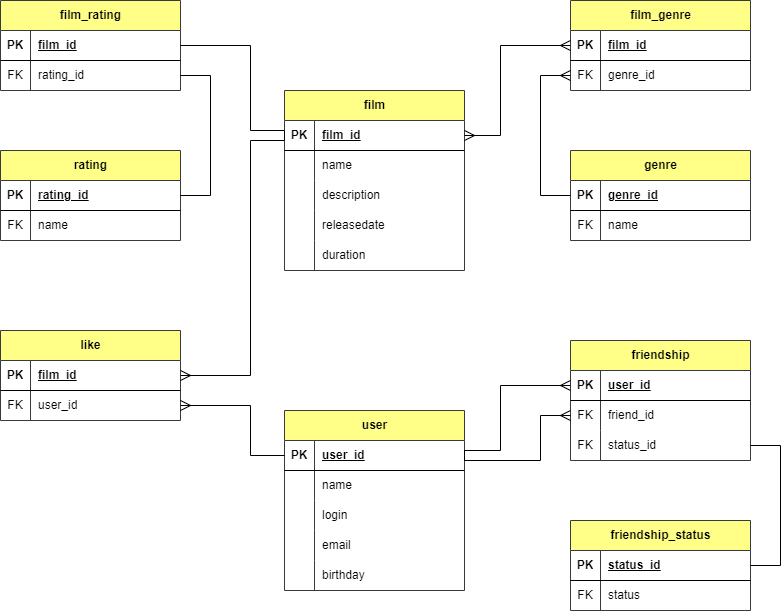 film_rating
PK film_id
FK rating_id
film_genre
PK film_id
FK genre_id
film
PK film_id
name
description
releasedate
duration
rating
PK rating_id
FK name
genre
PK genre_id
FK name
like
PK film_id
FK user_id
friendship
PK user_id
FK friend_id
FK status_id
user
PK user_id
name
login
email
birthday
friendship_status
PK status_id
FK status